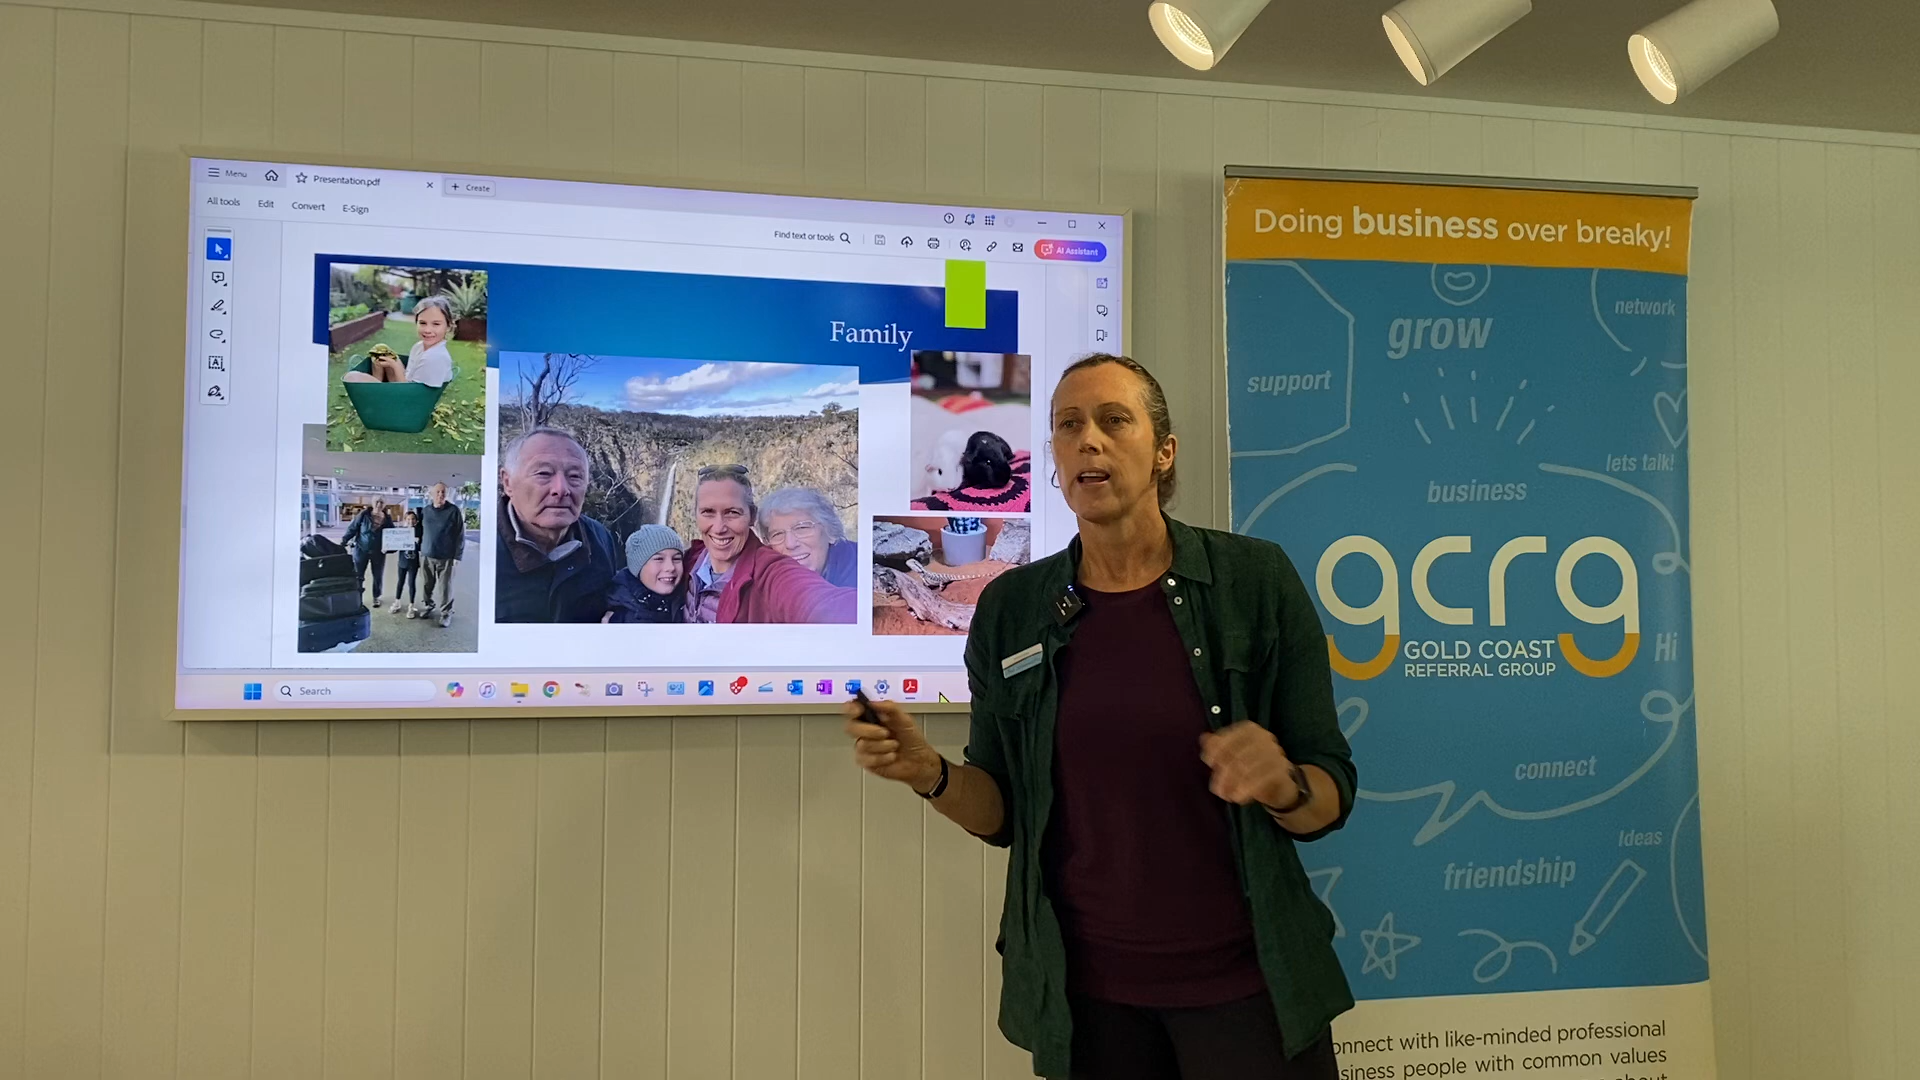 Menu
Presentation.pdf
Create
All tools
Edit
Convert
E-Sign
Find text or tools
AI Assistant
Family
Search
Doing business over breaky!
network
grow
support
lets talk!
business
gcrg
GOLD COAST
REFERRAL GROUP
Hi
connect
Ideas
friendship
onnect with like-minded professional
siness people with common values
about